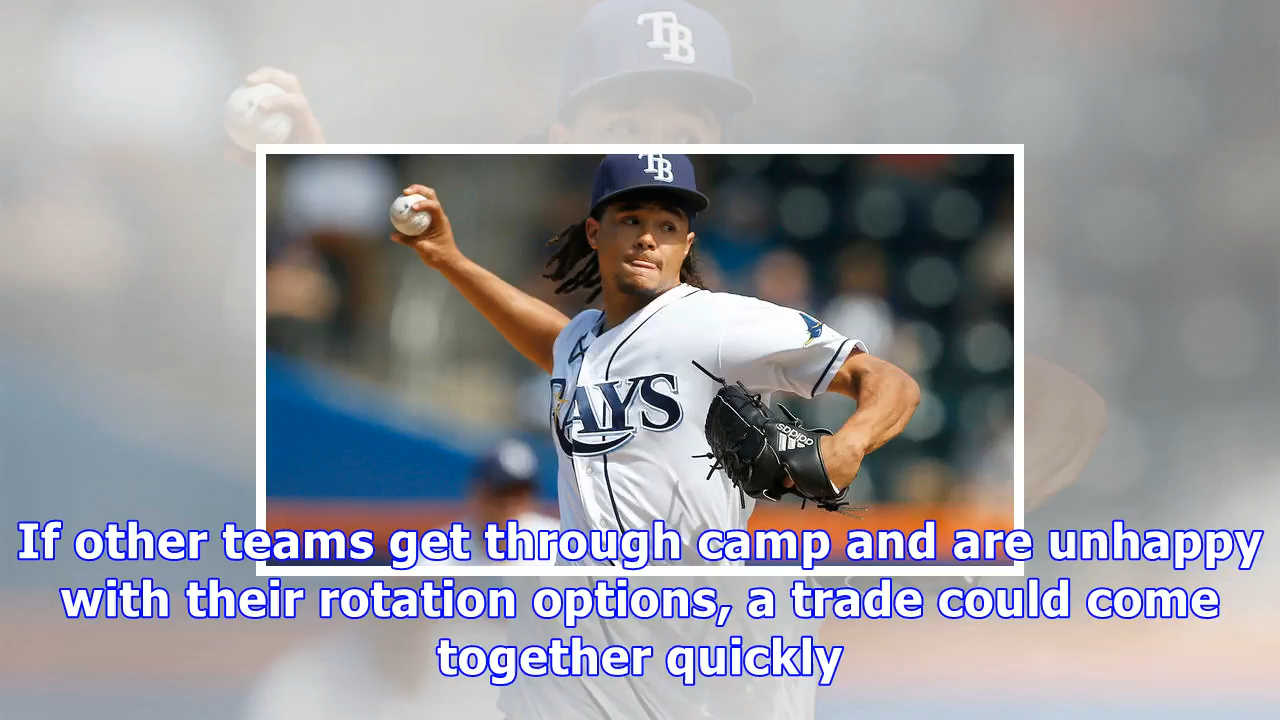 TB
TB
RAYS
adidas
If other teams get through camp and are unhappy
with their rotation options, a trade could come
together quickly